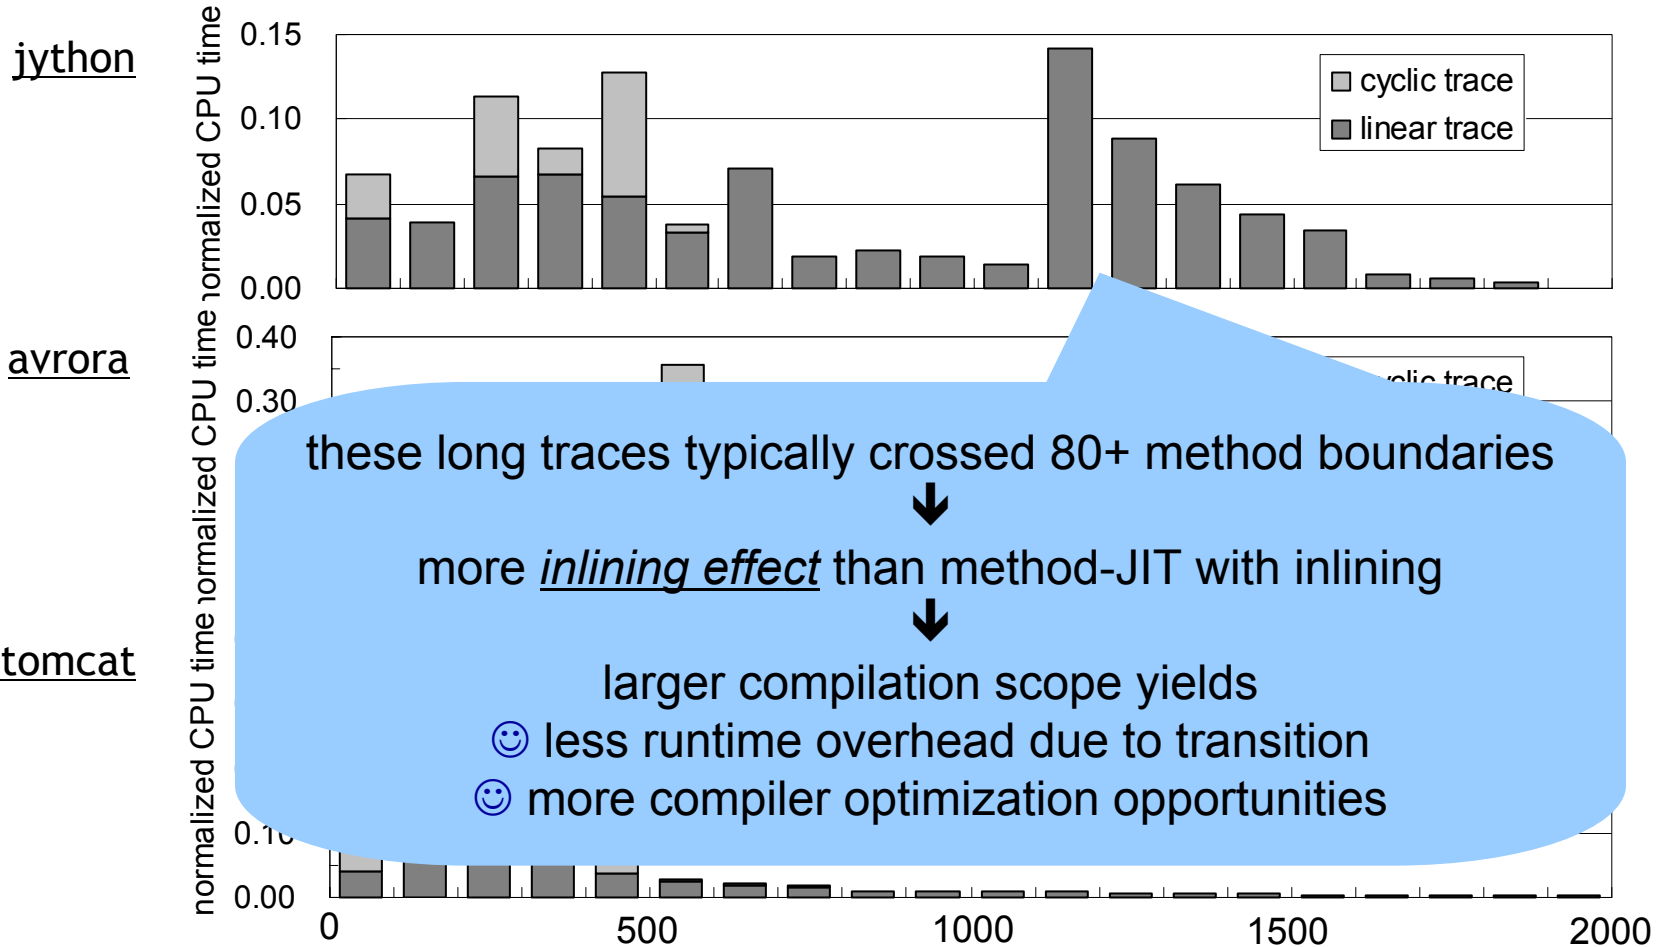 jython
normalized CPU time
0.15
0.10
0.05
0.00
cyclic trace
linear trace
avrora
normalized CPU time
0.40
0.30
trace
these long traces typically crossed 80+ method boundaries
🡫
more inlining effect than method-JIT with inlining
🡫
larger compilation scope yields
☺ less runtime overhead due to transition
☺ more compiler optimization opportunities
tomcat
normalized CPU time
0.10
0.00
0
500
1000
1500
2000